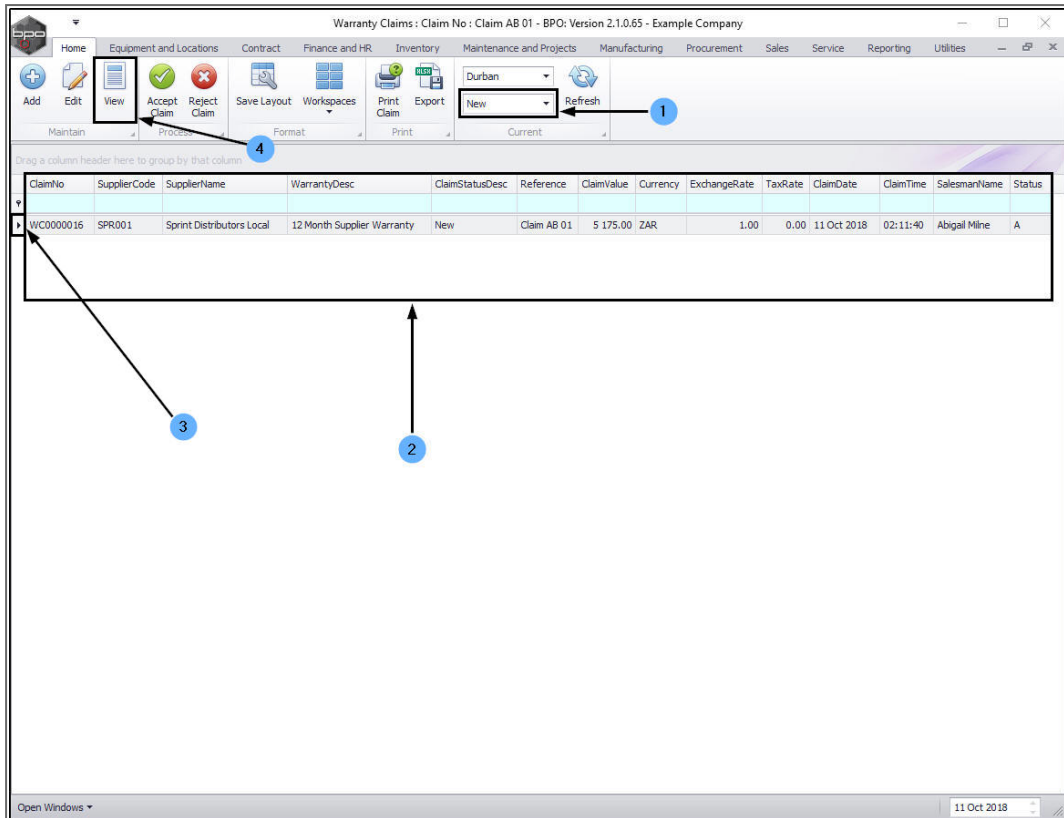 bpo
Warranty Claims : Claim No : Claim AB 01 - BPO: Version 2.1.0.65 - Example Company
Home Equipment and Locations Contract Finance and HR Inventory Maintenance and Projects Manufacturing Procurement Sales Service Reporting Utilities
Durban
Add Edit View Accept Claim Reject Claim Save Layout Workspaces Print Claim Export New Refresh
1
Maintain Process Format Print Current
4
Drag a column header here to group by that column
ClaimNo SupplierCode SupplierName WarrantyDesc ClaimStatusDesc Reference ClaimValue Currency ExchangeRate TaxRate ClaimDate ClaimTime SalesmanName Status
WC0000016 SPR001 Sprint Distributors Local 12 Month Supplier Warranty New Claim AB 01 5 175.00 ZAR 1.00 0.00 11 Oct 2018 02:11:40 Abigail Milne A
3
2
Open Windows 11 Oct 2018